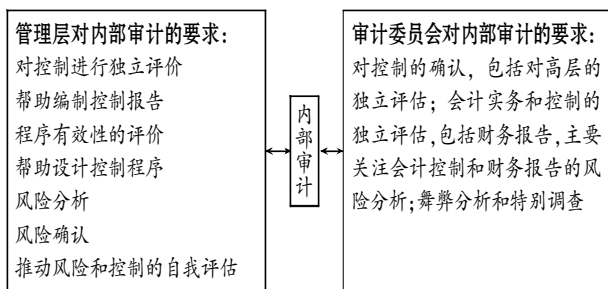 管理层对内部审计的要求：
对控制进行独立评价
帮助编制控制报告
程序有效性的评价
帮助设计控制程序
风险分析
风险确认
推动风险和控制的自我评估
内部审计
审计委员会对内部审计的要求：
对控制的确认，包括对高层的
独立评估；会计实务和控制的
独立评估，包括财务报告，主要
关注会计控制和财务报告的风
险分析；舞弊分析和特别调查